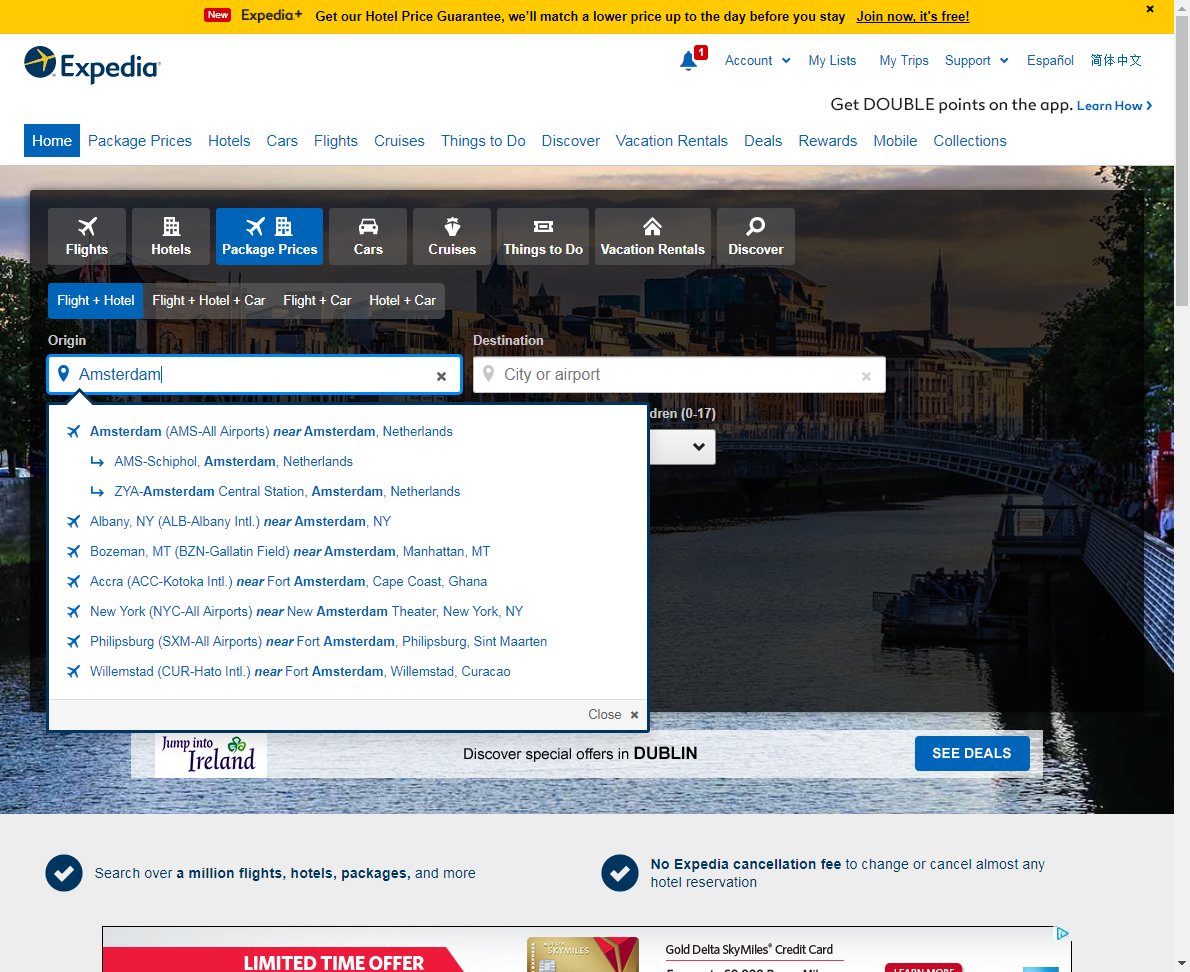 New Expedia+ Get our Hotel Price Guarantee, we'll match a lower price up to the day before you stay Join now, it's free!
Expedia
1 Account My Lists My Trips Support Español 简体中文
Get DOUBLE points on the app. Learn How
Home Package Prices Hotels Cars Flights Cruises Things to Do Discover Vacation Rentals Deals Rewards Mobile Collections
Flights Hotels Package Prices Cars Cruises Things to Do Vacation Rentals Discover
Flight + Hotel Flight + Hotel + Car Flight + Car Hotel + Car
Origin Destination
Amsterdam City or airport
dren (0-17)
Amsterdam (AMS-All Airports) near Amsterdam, Netherlands
AMS-Schiphol, Amsterdam, Netherlands
ZYA-Amsterdam Central Station, Amsterdam, Netherlands
Albany, NY (ALB-Albany Intl.) near Amsterdam, NY
Bozeman, MT (BZN-Gallatin Field) near Amsterdam, Manhattan, MT
Accra (ACC-Kotoka Intl.) near Fort Amsterdam, Cape Coast, Ghana
New York (NYC-All Airports) near New Amsterdam Theater, New York, NY
Philipsburg (SXM-All Airports) near Fort Amsterdam, Philipsburg, Sint Maarten
Willemstad (CUR-Hato Intl.) near Fort Amsterdam, Willemstad, Curacao
Close
Jump into
Ireland
Discover special offers in DUBLIN
SEE DEALS
Search over a million flights, hotels, packages, and more
No Expedia cancellation fee to change or cancel almost any
hotel reservation
LIMITED TIME OFFER
SKYMILES
Gold Delta SkyMiles® Credit Card
LEARN MORE